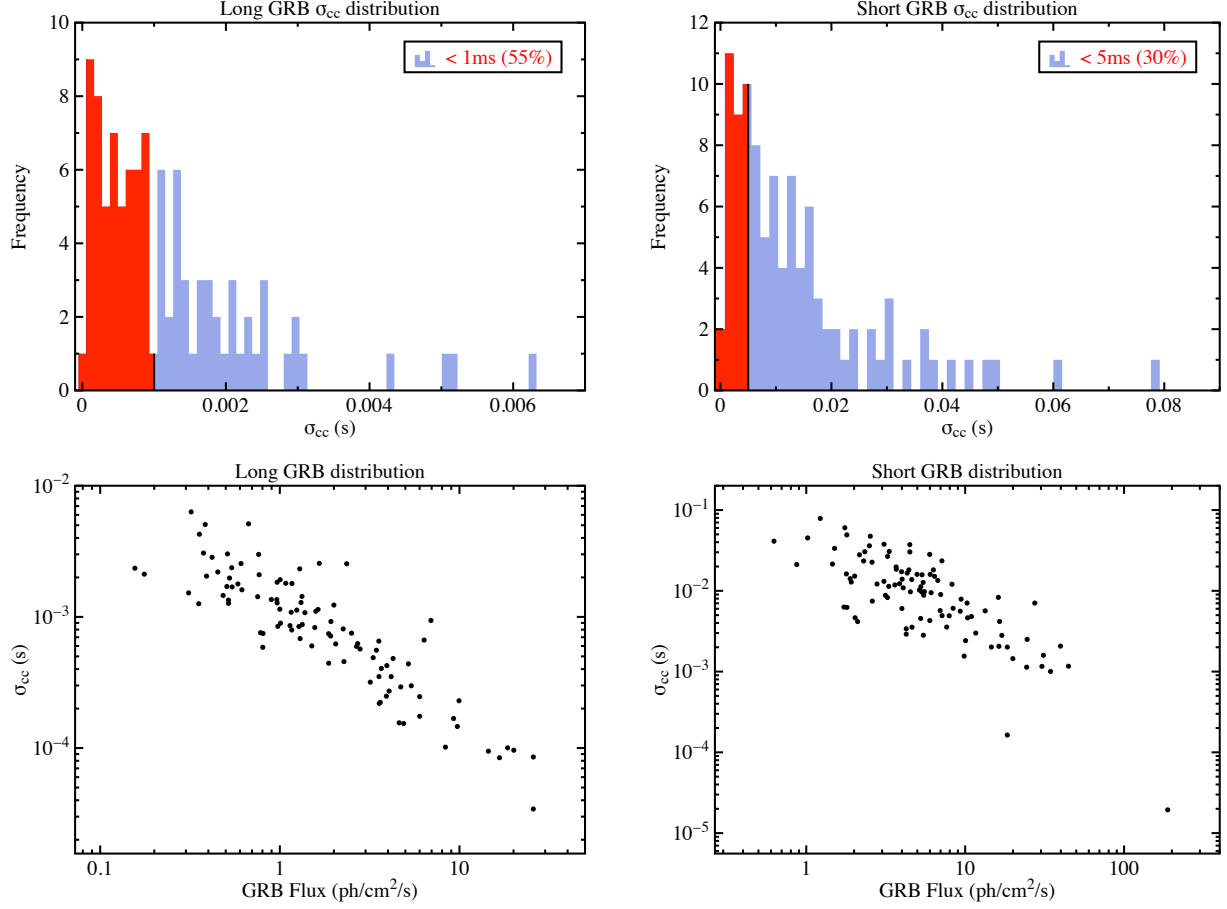 Long GRB σcc distribution
10
8
6
4
2
0
Frequency
< 1ms (55%)
0 0.002 0.004 0.006
σcc (s)
Short GRB σcc distribution
12
10
8
6
4
2
0
Frequency
< 5ms (30%)
0 0.02 0.04 0.06 0.08
σcc (s)
Long GRB distribution
10−2
10−3
10−4
σcc (s)
0.1 1 10
GRB Flux (ph/cm2/s)
Short GRB distribution
10−1
10−2
10−3
10−4
10−5
σcc (s)
1 10 100
GRB Flux (ph/cm2/s)